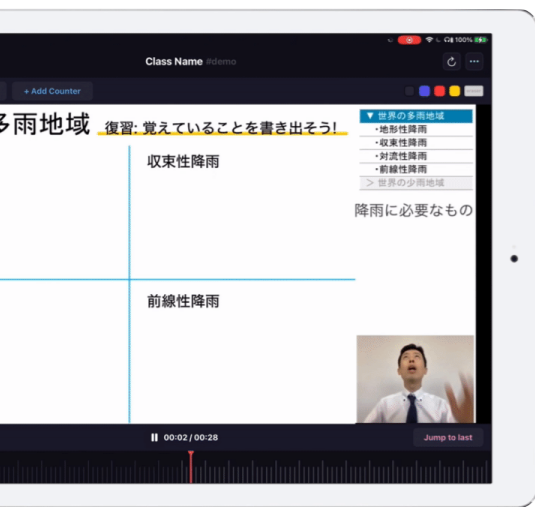 100%
Class Name #demo
+ Add Counter
多雨地域 復習: 覚えていることを書き出そう!
▼ 世界の多雨地域
・地形性降雨
・収束性降雨
・対流性降雨
・前線性降雨
> 世界の少雨地域
収束性降雨
降雨に必要なもの
前線性降雨
00:02 / 00:28
Jump to last